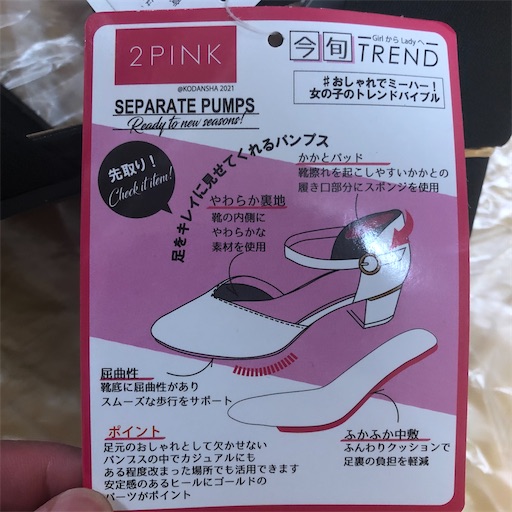 2PINK
@KODANSHA 2021
SEPARATE PUMPS
Ready to new seasons!
今旬
Girl から Lady へ
TREND
♯おしゃれでミーハー!
女の子のトレンドバイブル
先取り!
Check it item!
足をキレイに見せてくれるパンプス
かかとパッド
靴擦れを起こしやすいかかとの
履き口部分にスポンジを使用
やわらか裏地
靴の内側に
やわらかな
素材を使用
屈曲性
靴底に屈曲性があり
スムーズな歩行をサポート
ポイント
足元のおしゃれとして欠かせない
パンプスの中でカジュアルにも
ある程度改まった場所でも活用できます
安定感のあるヒールにゴールドの
パーツがポイント
ふかふか中敷
ふんわりクッションで
足裏の負担を軽減